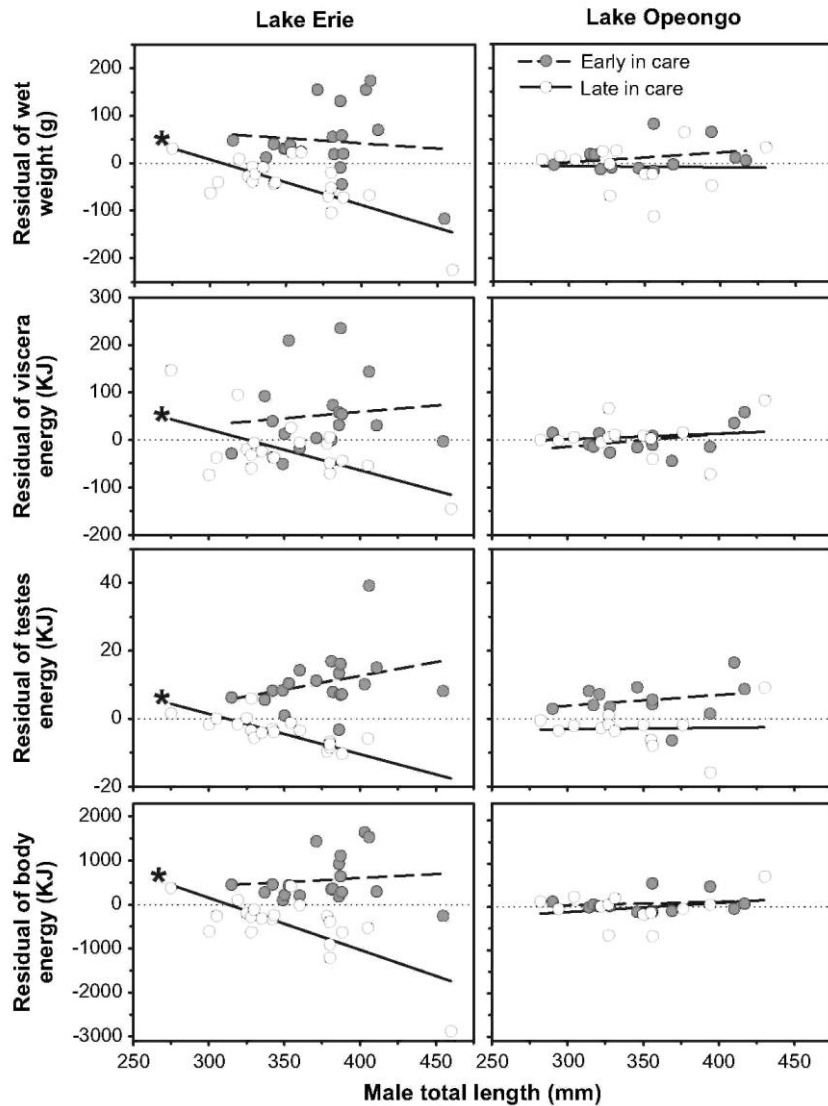 Lake Erie
Lake Opeongo
Residual of wet
weight (g)
200
100
0
-100
-200
*
Early in care
Late in care
Residual of viscera
energy (KJ)
300
200
100
0
-100
-200
*
Residual of testes
energy (KJ)
40
20
0
-20
*
Residual of body
energy (KJ)
2000
1000
0
-1000
-2000
-3000
*
250 300 350 400 450 250 300 350 400 450
Male total length (mm)